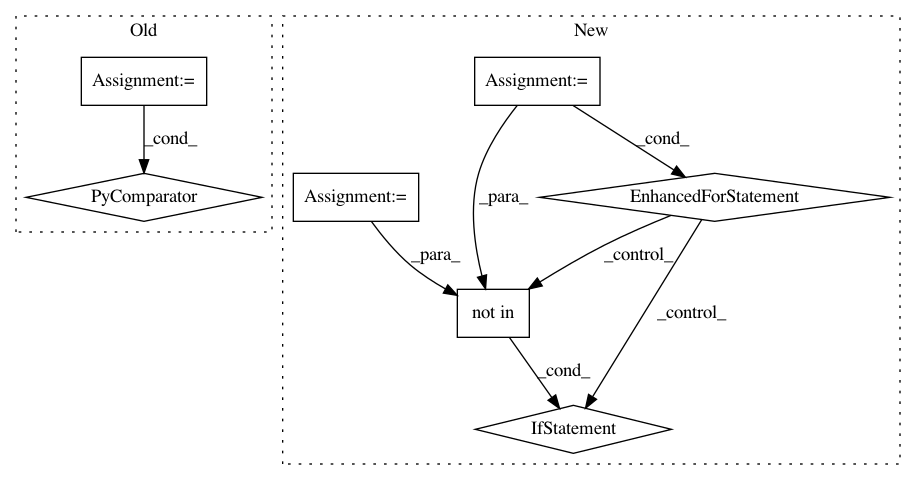 Old
New
Assignment:=
Assignment:=
_cond_
_cond_
PyComparator
Assignment:=
_para_
EnhancedForStatement
_para_
_control_
not in
_control_
_cond_
IfStatement